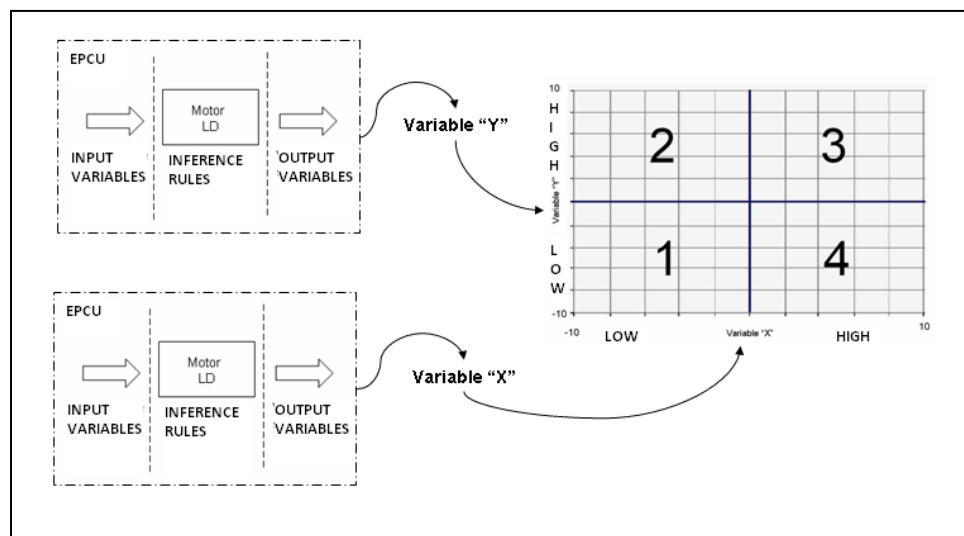 EPCU
Motor
LD
INPUT
VARIABLES
INFERENCE
RULES
OUTPUT
VARIABLES
Variable “Y”
10
H
I
G
H
Variable “Y”
L
O
W
-10
2
3
1
4
-10
LOW
Variable “X”
HIGH
10
EPCU
Motor
LD
INPUT
VARIABLES
INFERENCE
RULES
OUTPUT
VARIABLES
Variable “X”